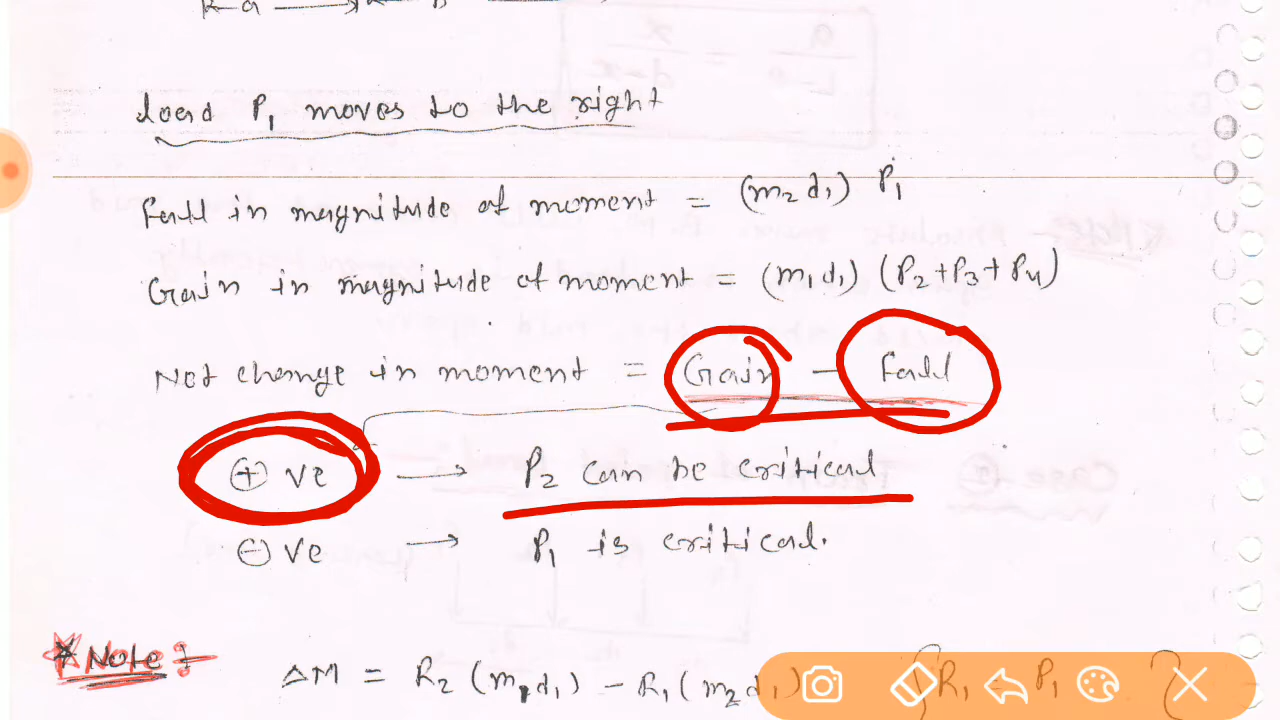 load P1 moves to the right
Fall in magnitude of moment = (m2 d1) P1
Gain in magnitude of moment = (m1 d1) (P2 + P3 + P4)
Net change in moment = Gain - Fall
⊕ ve → P2 can be critical
⊖ ve → P1 is critical.
* Note :
ΔM = R2 (m1 d1) - R1 (m2 d1) { R1 = P1 }